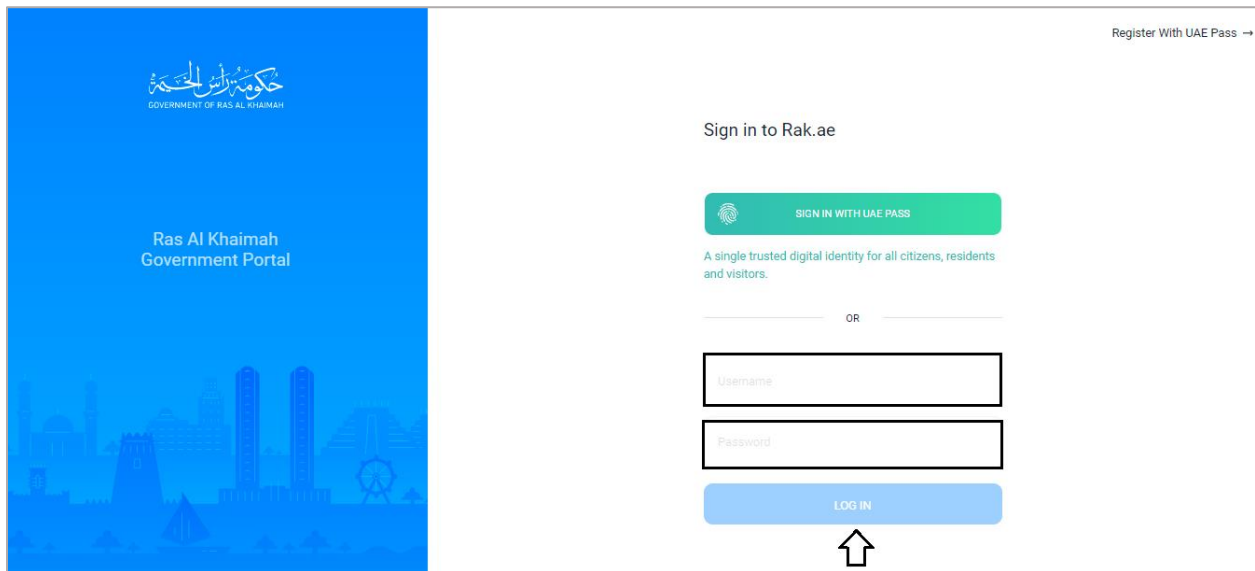 حكومة رأس الخيمة
GOVERNMENT OF RAS AL KHAIMAH
Ras Al Khaimah
Government Portal
Register With UAE Pass →
Sign in to Rak.ae
SIGN IN WITH UAE PASS
A single trusted digital identity for all citizens, residents
and visitors.
OR
Username
Password
LOG IN